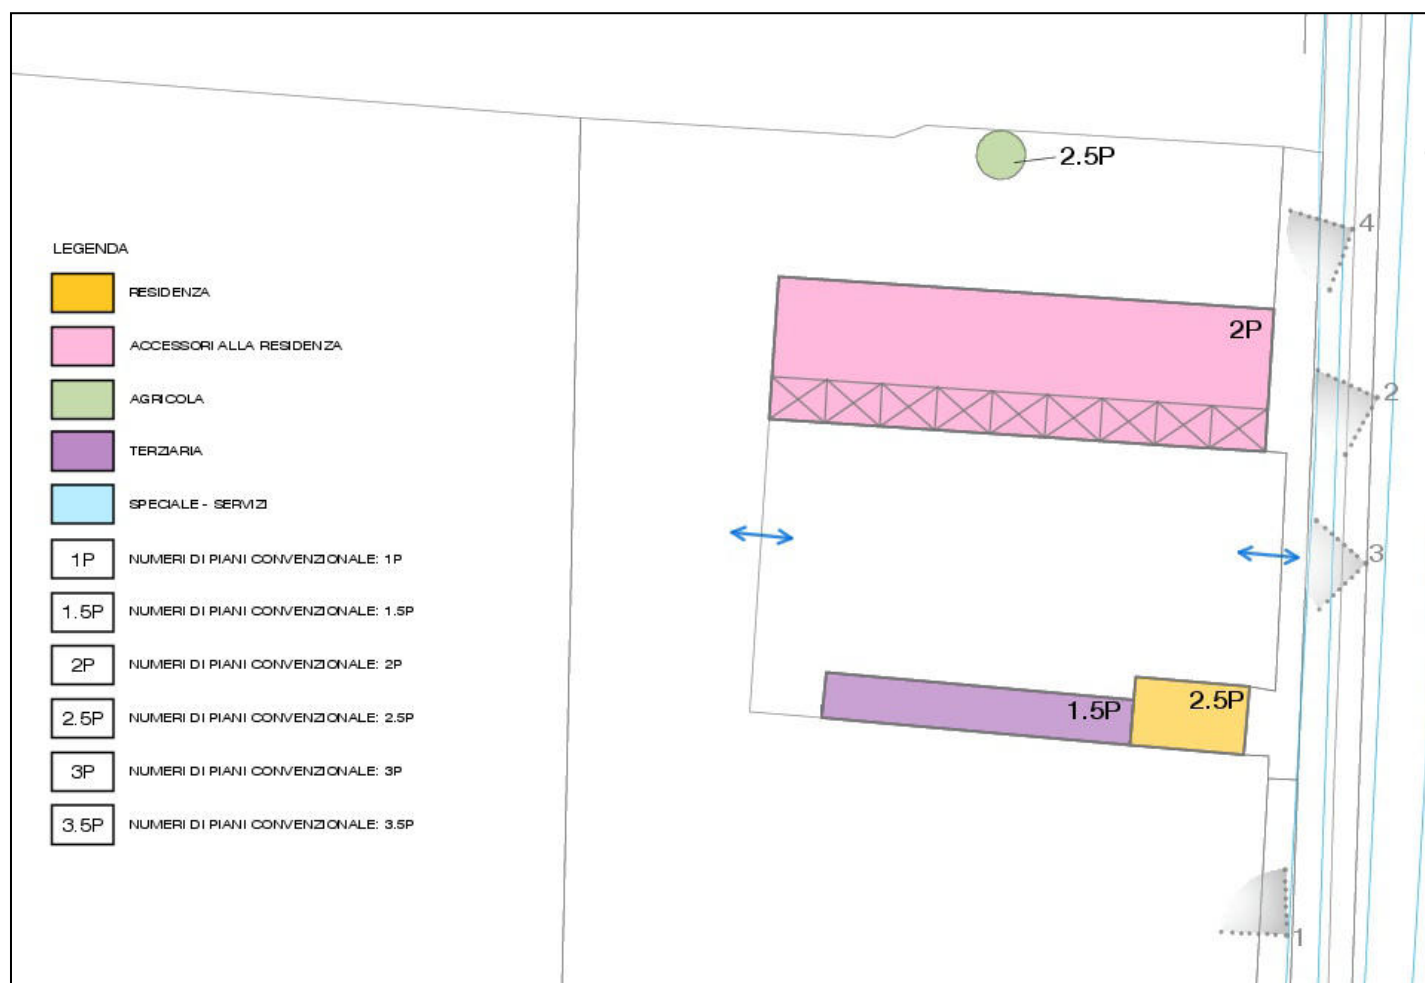 LEGENDA
RESIDENZA
ACCESSORI ALLA RESIDENZA
AGRICOLA
TERZIARIA
SPECIALE - SERVIZI
1P NUMERI DI PIANI CONVENZIONALE: 1P
1.5P NUMERI DI PIANI CONVENZIONALE: 1.5P
2P NUMERI DI PIANI CONVENZIONALE: 2P
2.5P NUMERI DI PIANI CONVENZIONALE: 2.5P
3P NUMERI DI PIANI CONVENZIONALE: 3P
3.5P NUMERI DI PIANI CONVENZIONALE: 3.5P
2.5P
4
2P
2
3
1.5P
2.5P
1